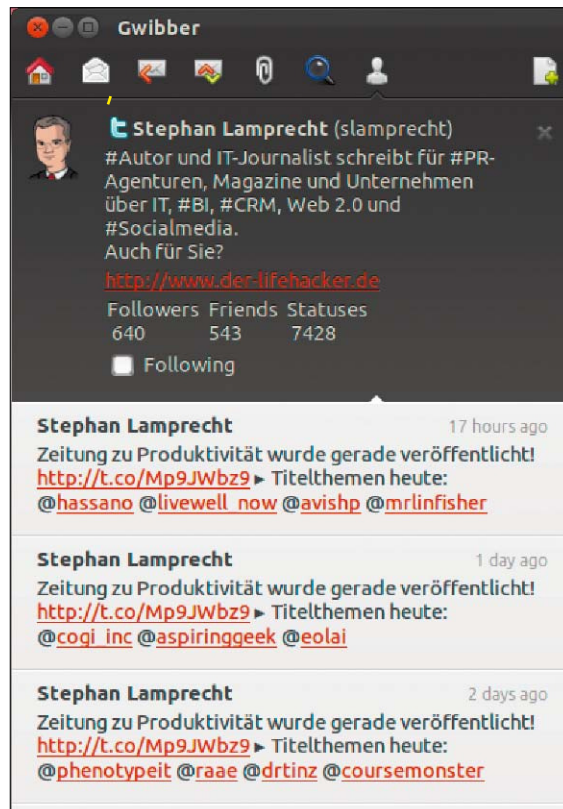 Gwibber
Stephan Lamprecht (slamprecht)
#Autor und IT-Journalist schreibt für #PR-
Agenturen, Magazine und Unternehmen
über IT, #BI, #CRM, Web 2.0 und
#Socialmedia.
Auch für Sie?
http://www.der-lifehacker.de
Followers Friends Statuses
640 543 7428
Following
Stephan Lamprecht 17 hours ago
Zeitung zu Produktivität wurde gerade veröffentlicht!
http://t.co/Mp9JWbz9 ▸ Titelthemen heute:
@hassano @livewell_now @avishp @mrlinfisher
Stephan Lamprecht 1 day ago
Zeitung zu Produktivität wurde gerade veröffentlicht!
http://t.co/Mp9JWbz9 ▸ Titelthemen heute:
@cogi_inc @aspiringgeek @eolai
Stephan Lamprecht 2 days ago
Zeitung zu Produktivität wurde gerade veröffentlicht!
http://t.co/Mp9JWbz9 ▸ Titelthemen heute:
@phenotypeit @raae @drtinz @coursemonster